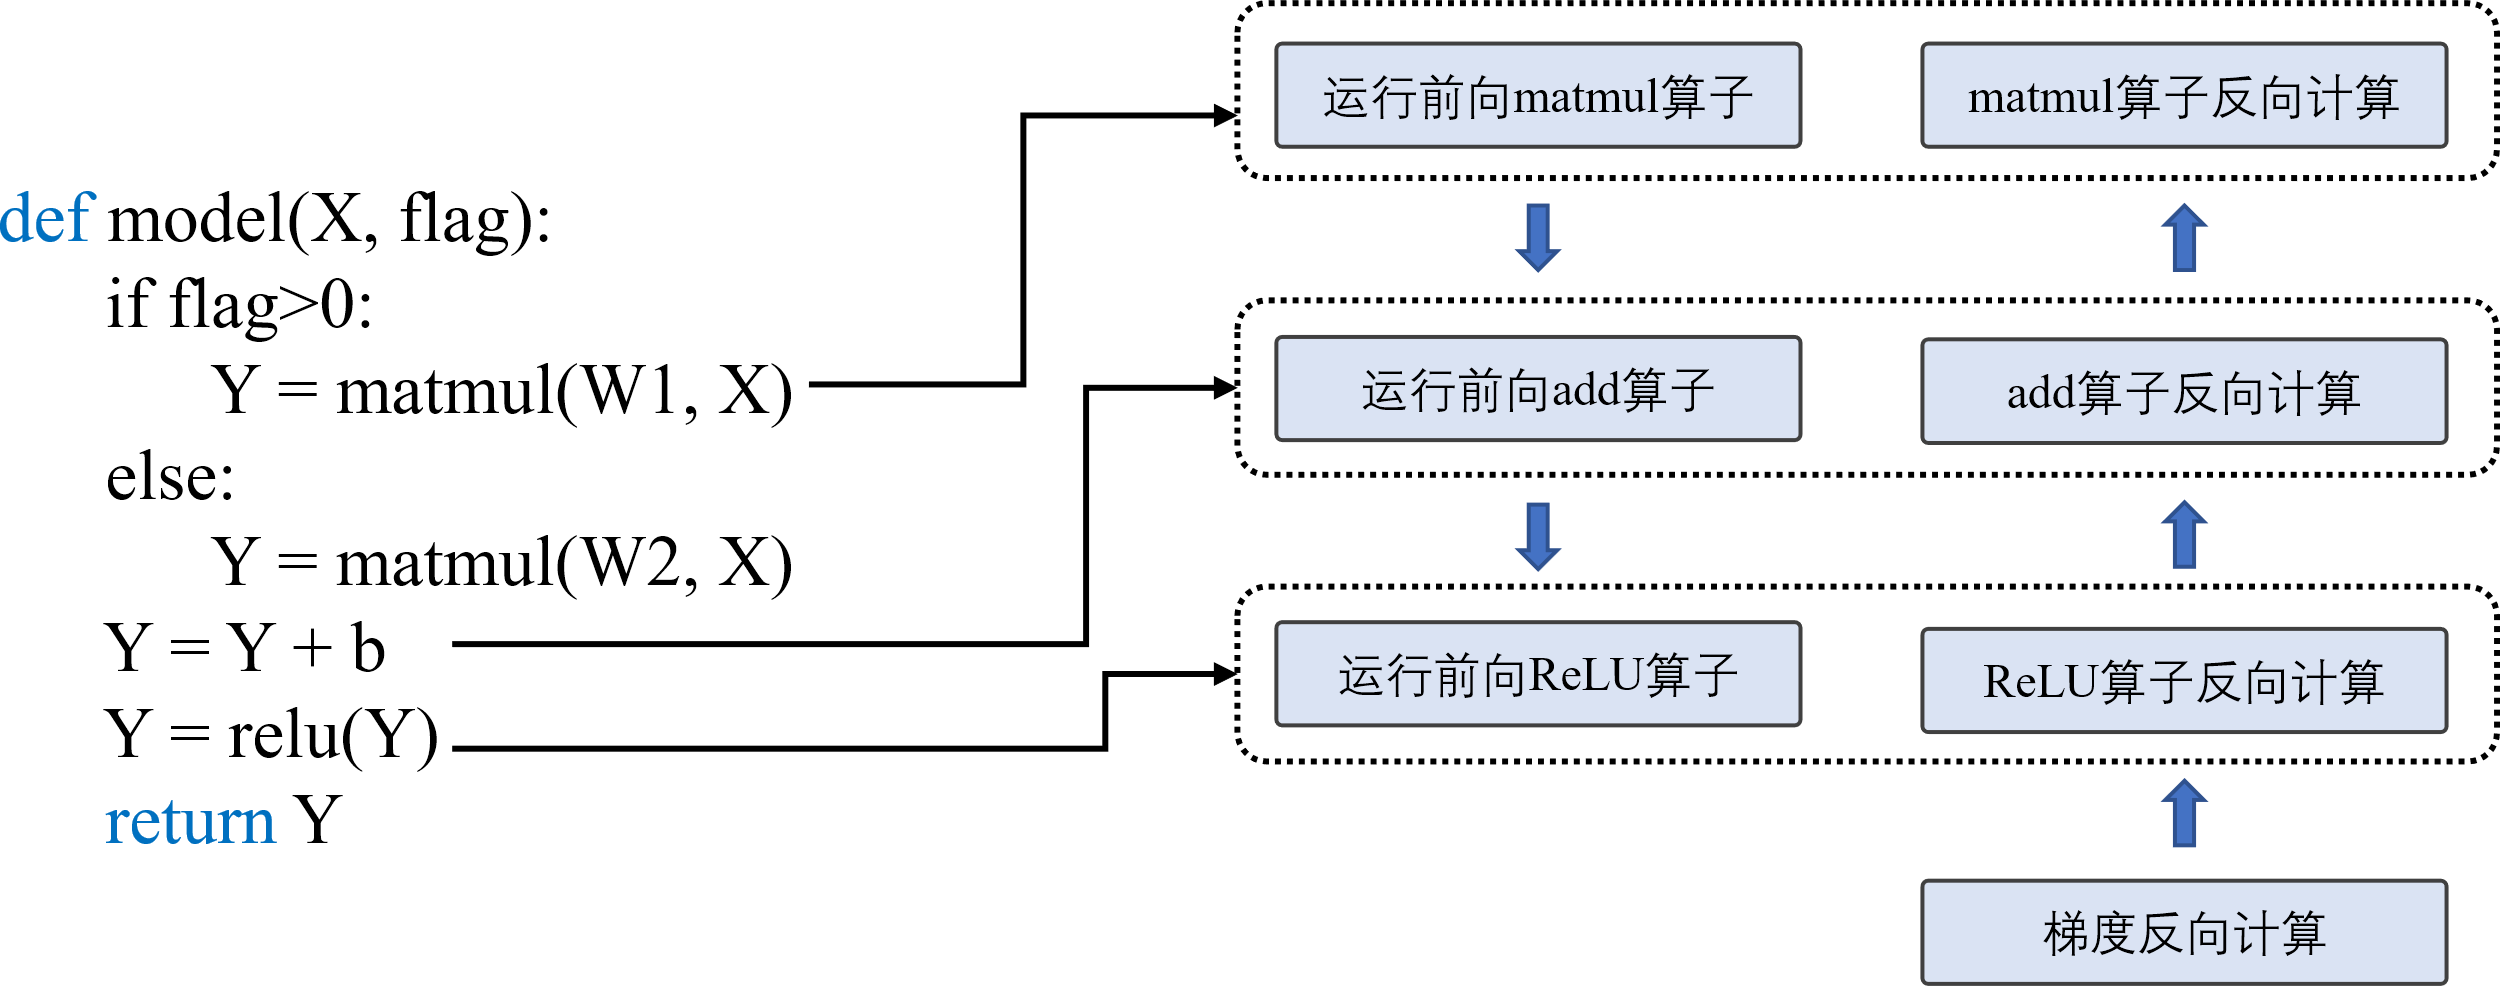 def model(X, flag):
if flag>0:
Y = matmul(W1, X)
else:
Y = matmul(W2, X)
Y = Y + b
Y = relu(Y)
return Y
运行前向matmul算子
matmul算子反向计算
运行前向add算子
add算子反向计算
运行前向ReLU算子
ReLU算子反向计算
梯度反向计算